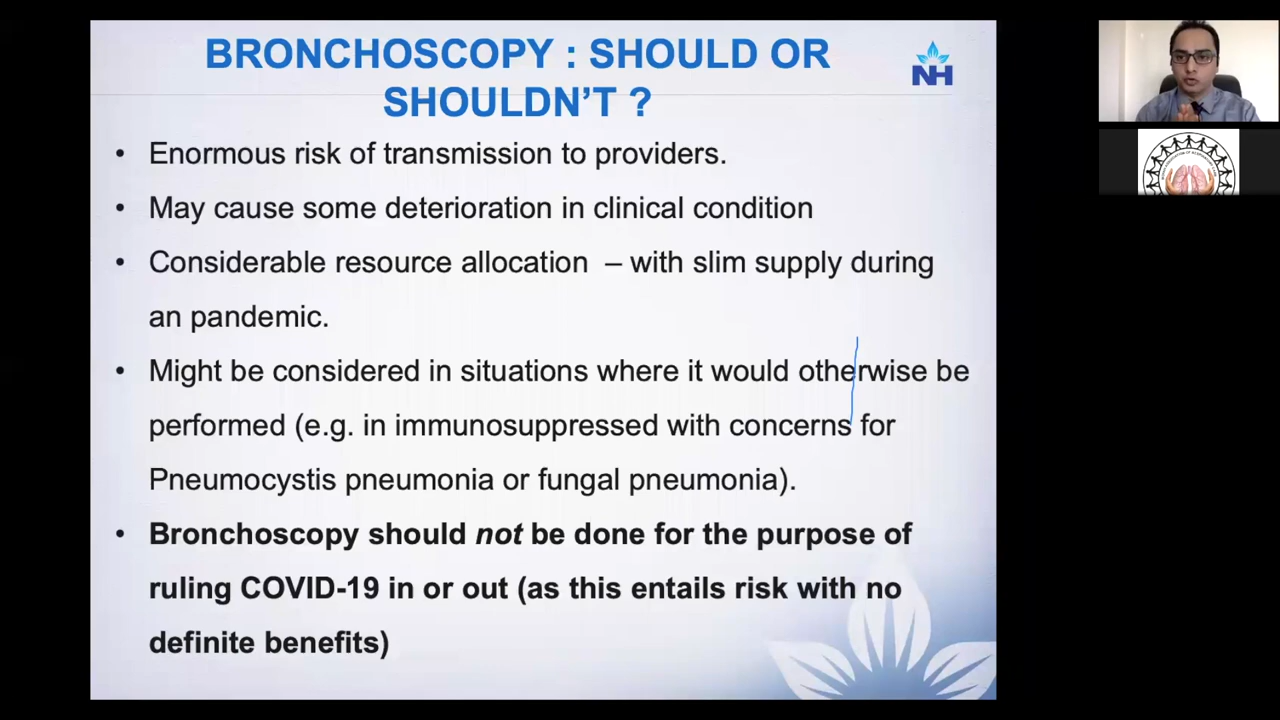 BRONCHOSCOPY : SHOULD OR
SHOULDN'T ?
NH
• Enormous risk of transmission to providers.
• May cause some deterioration in clinical condition
• Considerable resource allocation – with slim supply during
an pandemic.
• Might be considered in situations where it would otherwise be
performed (e.g. in immunosuppressed with concerns for
Pneumocystis pneumonia or fungal pneumonia).
• Bronchoscopy should not be done for the purpose of
ruling COVID-19 in or out (as this entails risk with no
definite benefits)